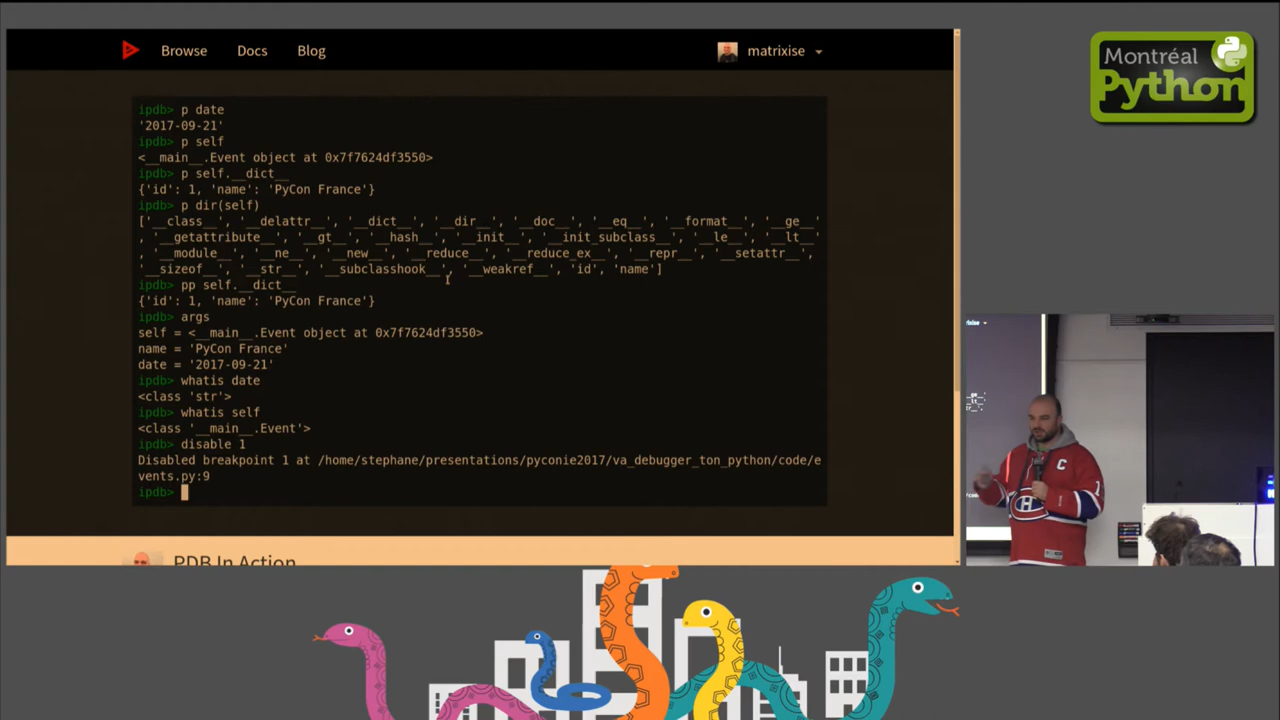 Browse Docs Blog
matrixise
Montréal
Python
ipdb> p date
'2017-09-21'
ipdb> p self
<__main__.Event object at 0x7f7624df3550>
ipdb> p self.__dict__
{'id': 1, 'name': 'PyCon France'}
ipdb> p dir(self)
['__class__', '__delattr__', '__dict__', '__dir__', '__doc__', '__eq__', '__format__', '__ge__'
, '__getattribute__', '__gt__', '__hash__', '__init__', '__init_subclass__', '__le__', '__lt__'
, '__module__', '__ne__', '__new__', '__reduce__', '__reduce_ex__', '__repr__', '__setattr__',
'__sizeof__', '__str__', '__subclasshook__', '__weakref__', 'id', 'name']
ipdb> pp self.__dict__
{'id': 1, 'name': 'PyCon France'}
ipdb> args
self = <__main__.Event object at 0x7f7624df3550>
name = 'PyCon France'
date = '2017-09-21'
ipdb> whatis date
<class 'str'>
ipdb> whatis self
<class '__main__.Event'>
ipdb> disable 1
Disabled breakpoint 1 at /home/stephane/presentations/pyconie2017/va_debugger_ton_python/code/e
vents.py:9
ipdb>
PDB In Action
C